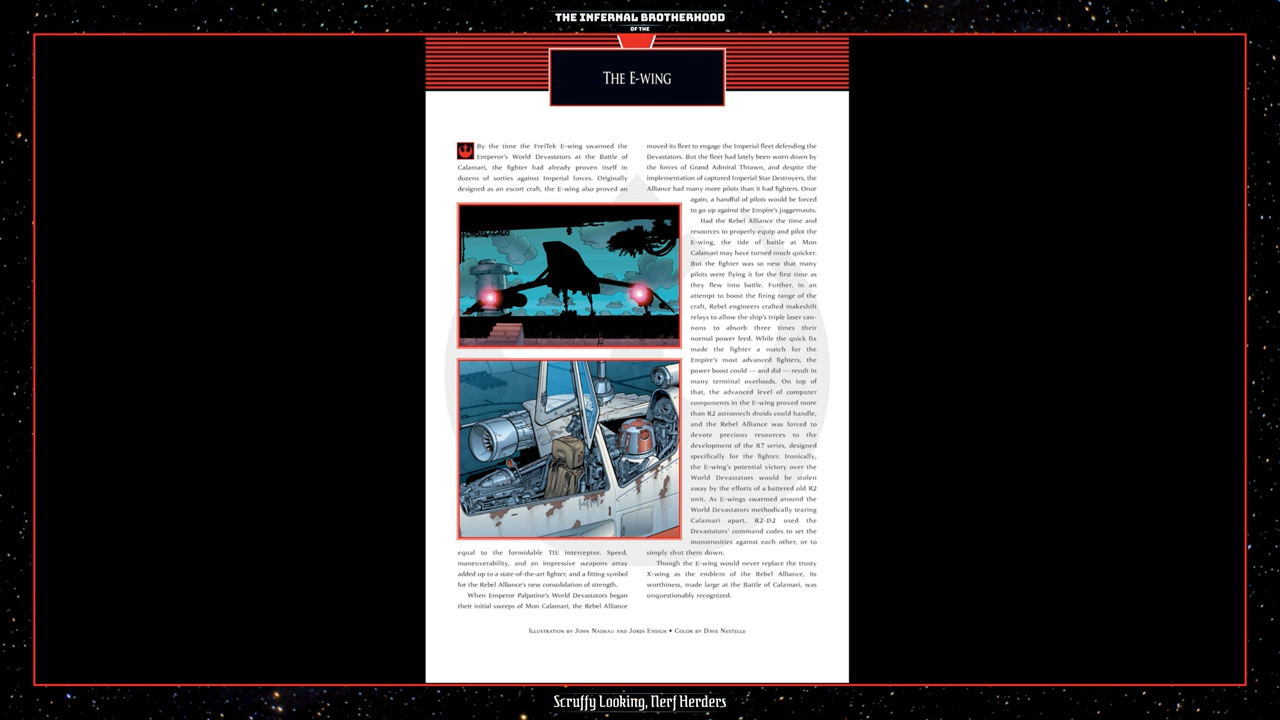 THE INFERNAL BROTHERHOOD
OF THE
THE E-WING
By the time the FreiTek E-wing swarmed the
Emperor's World Devastators at the Battle of
Calamari, the fighter had already proven itself in
dozens of sorties against Imperial forces. Originally
designed as an escort craft, the E-wing also proved an
equal to the formidable TIE interceptor. Speed,
maneuverability, and an impressive weapons array
added up to a state-of-the-art fighter, and a fitting symbol
for the Rebel Alliance's new consolidation of strength.
When Emperor Palpatine's World Devastators began
their initial sweeps of Mon Calamari, the Rebel Alliance
moved its fleet to engage the Imperial fleet defending the
Devastators. But the fleet had lately been worn down by
the forces of Grand Admiral Thrawn, and despite the
implementation of captured Imperial Star Destroyers, the
Alliance had many more pilots than it had fighters. Once
again, a handful of pilots would be forced
to go up against the Empire's juggernauts.
Had the Rebel Alliance the time and
resources to properly equip and pilot the
E-wing, the tide of battle at Mon
Calamari may have turned much quicker.
But the fighter was so new that many
pilots were flying it for the first time as
they flew into battle. Further, in an
attempt to boost the firing range of the
craft, Rebel engineers crafted makeshift
relays to allow the ship's triple laser can-
nons to absorb three times their
normal power feed. While the quick fix
made the fighter a match for the
Empire's most advanced fighters, the
power boost could — and did — result in
many terminal overloads. On top of
that, the advanced level of computer
components in the E-wing proved more
than R2 astromech droids could handle,
and the Rebel Alliance was forced to
devote precious resources to the
development of the R7 series, designed
specifically for the fighter. Ironically,
the E-wing's potential victory over the
World Devastators would be stolen
away by the efforts of a battered old R2
unit. As E-wings swarmed around the
World Devastators methodically tearing
Calamari apart, R2-D2 used the
Devastators' command codes to set the
monstrosities against each other, or to
simply shut them down.
Though the E-wing would never replace the trusty
X-wing as the emblem of the Rebel Alliance, its
worthiness, made large at the Battle of Calamari, was
unquestionably recognized.
ILLUSTRATION BY JOHN NADEAU AND JORDI ENSIGN • COLOR BY DAVE NESTELLE
Scruffy Looking, Nerf Herders